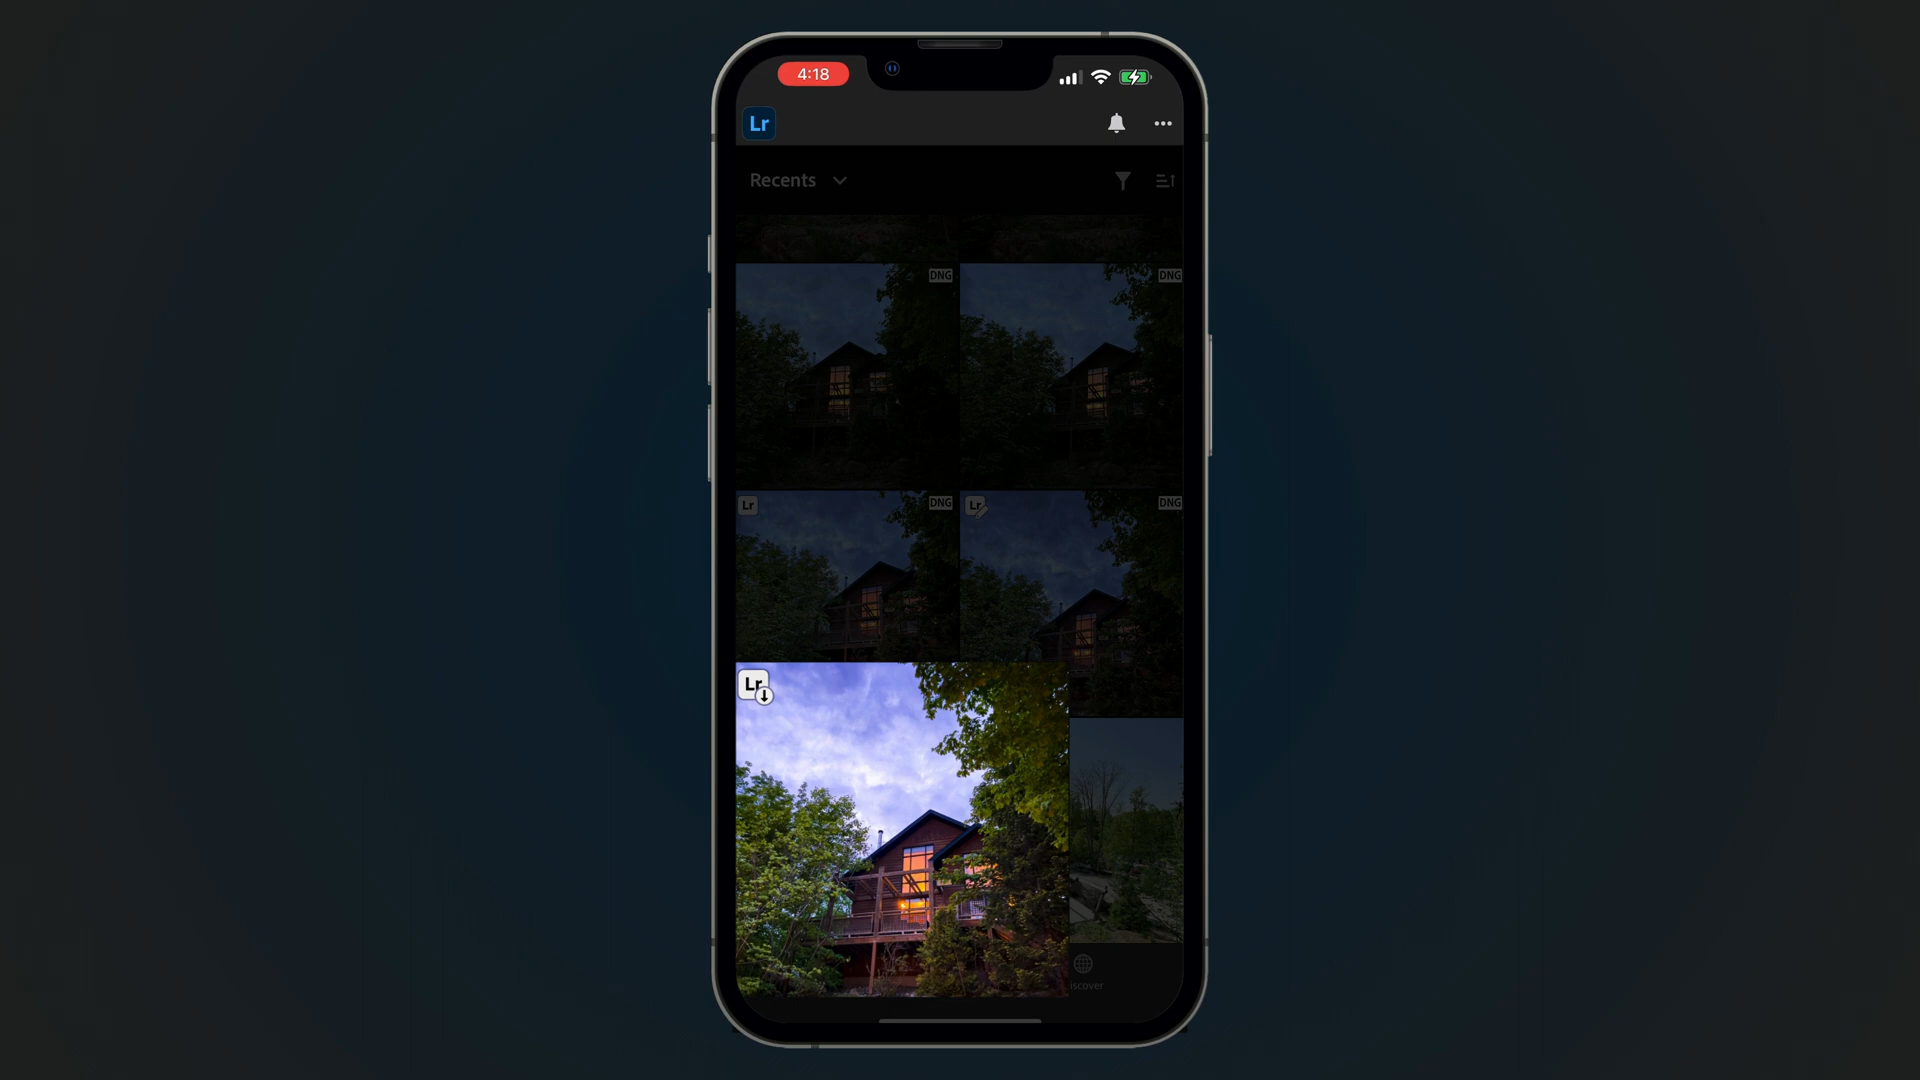 4:18
Lr
Recents
DNG
DNG
Lr
DNG
Lr
DNG
Lr
iscover